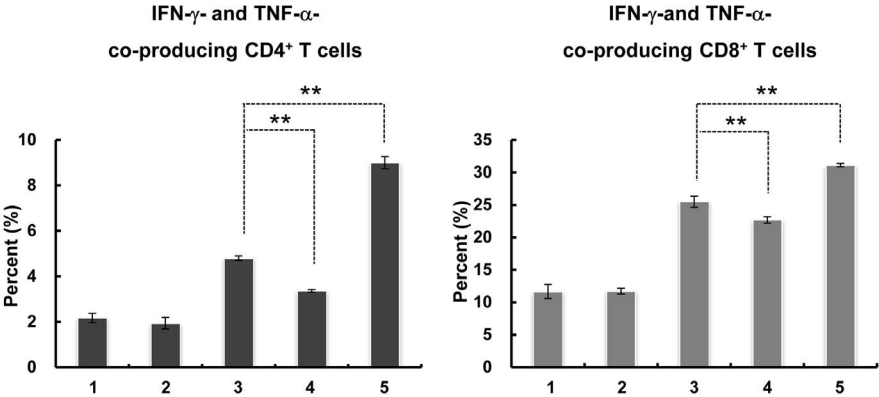 IFN-γ- and TNF-α-
co-producing CD4⁺ T cells
**
**
10
8
6
4
2
0
Percent (%)
1 2 3 4 5
IFN-γ-and TNF-α-
co-producing CD8⁺ T cells
**
**
35
30
25
20
15
10
5
0
Percent (%)
1 2 3 4 5